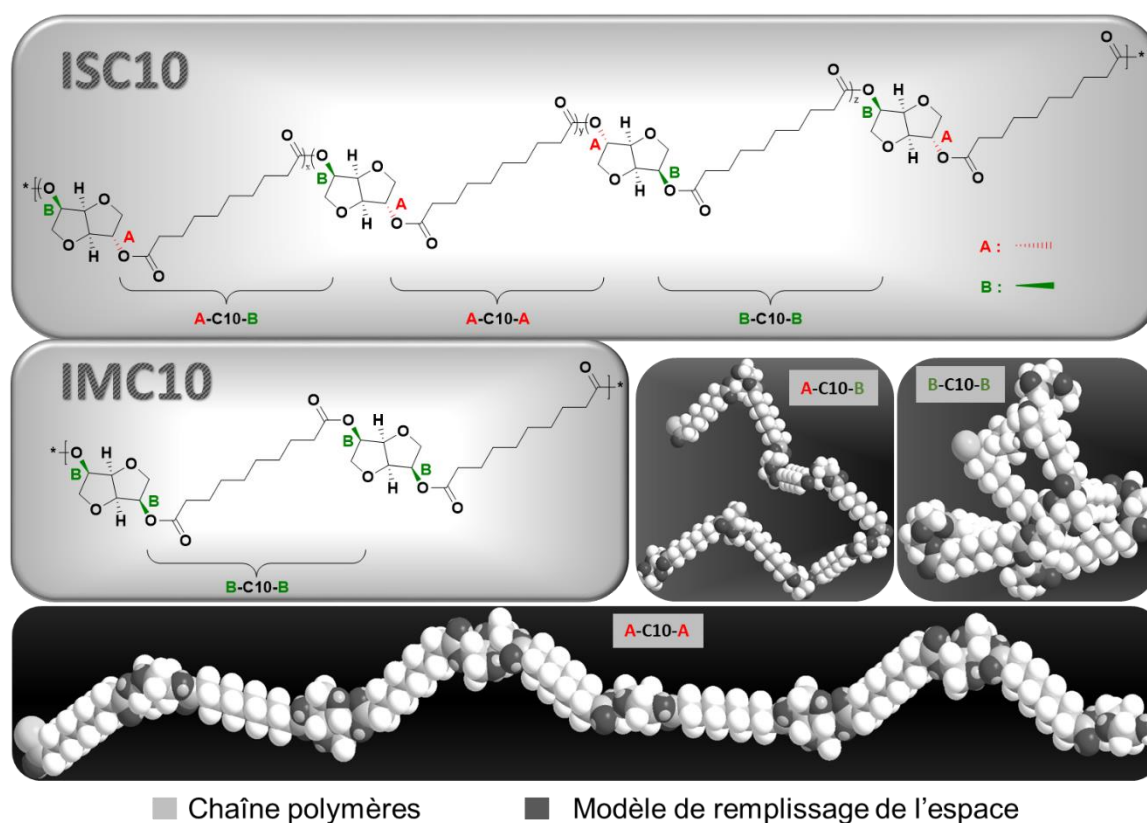 ISC10
* ( O B H O O H A O O O )x
( O B H O O H A O O O )y
( O A H O O H B O O O )z
O B H O O H A O O O *
A-C10-B
A-C10-A
B-C10-B
A :
B :
IMC10
* ( O B H O O H B O O O
O B H O O H B O O O *
B-C10-B
A-C10-B
B-C10-B
A-C10-A
Chaîne polymères
Modèle de remplissage de l'espace